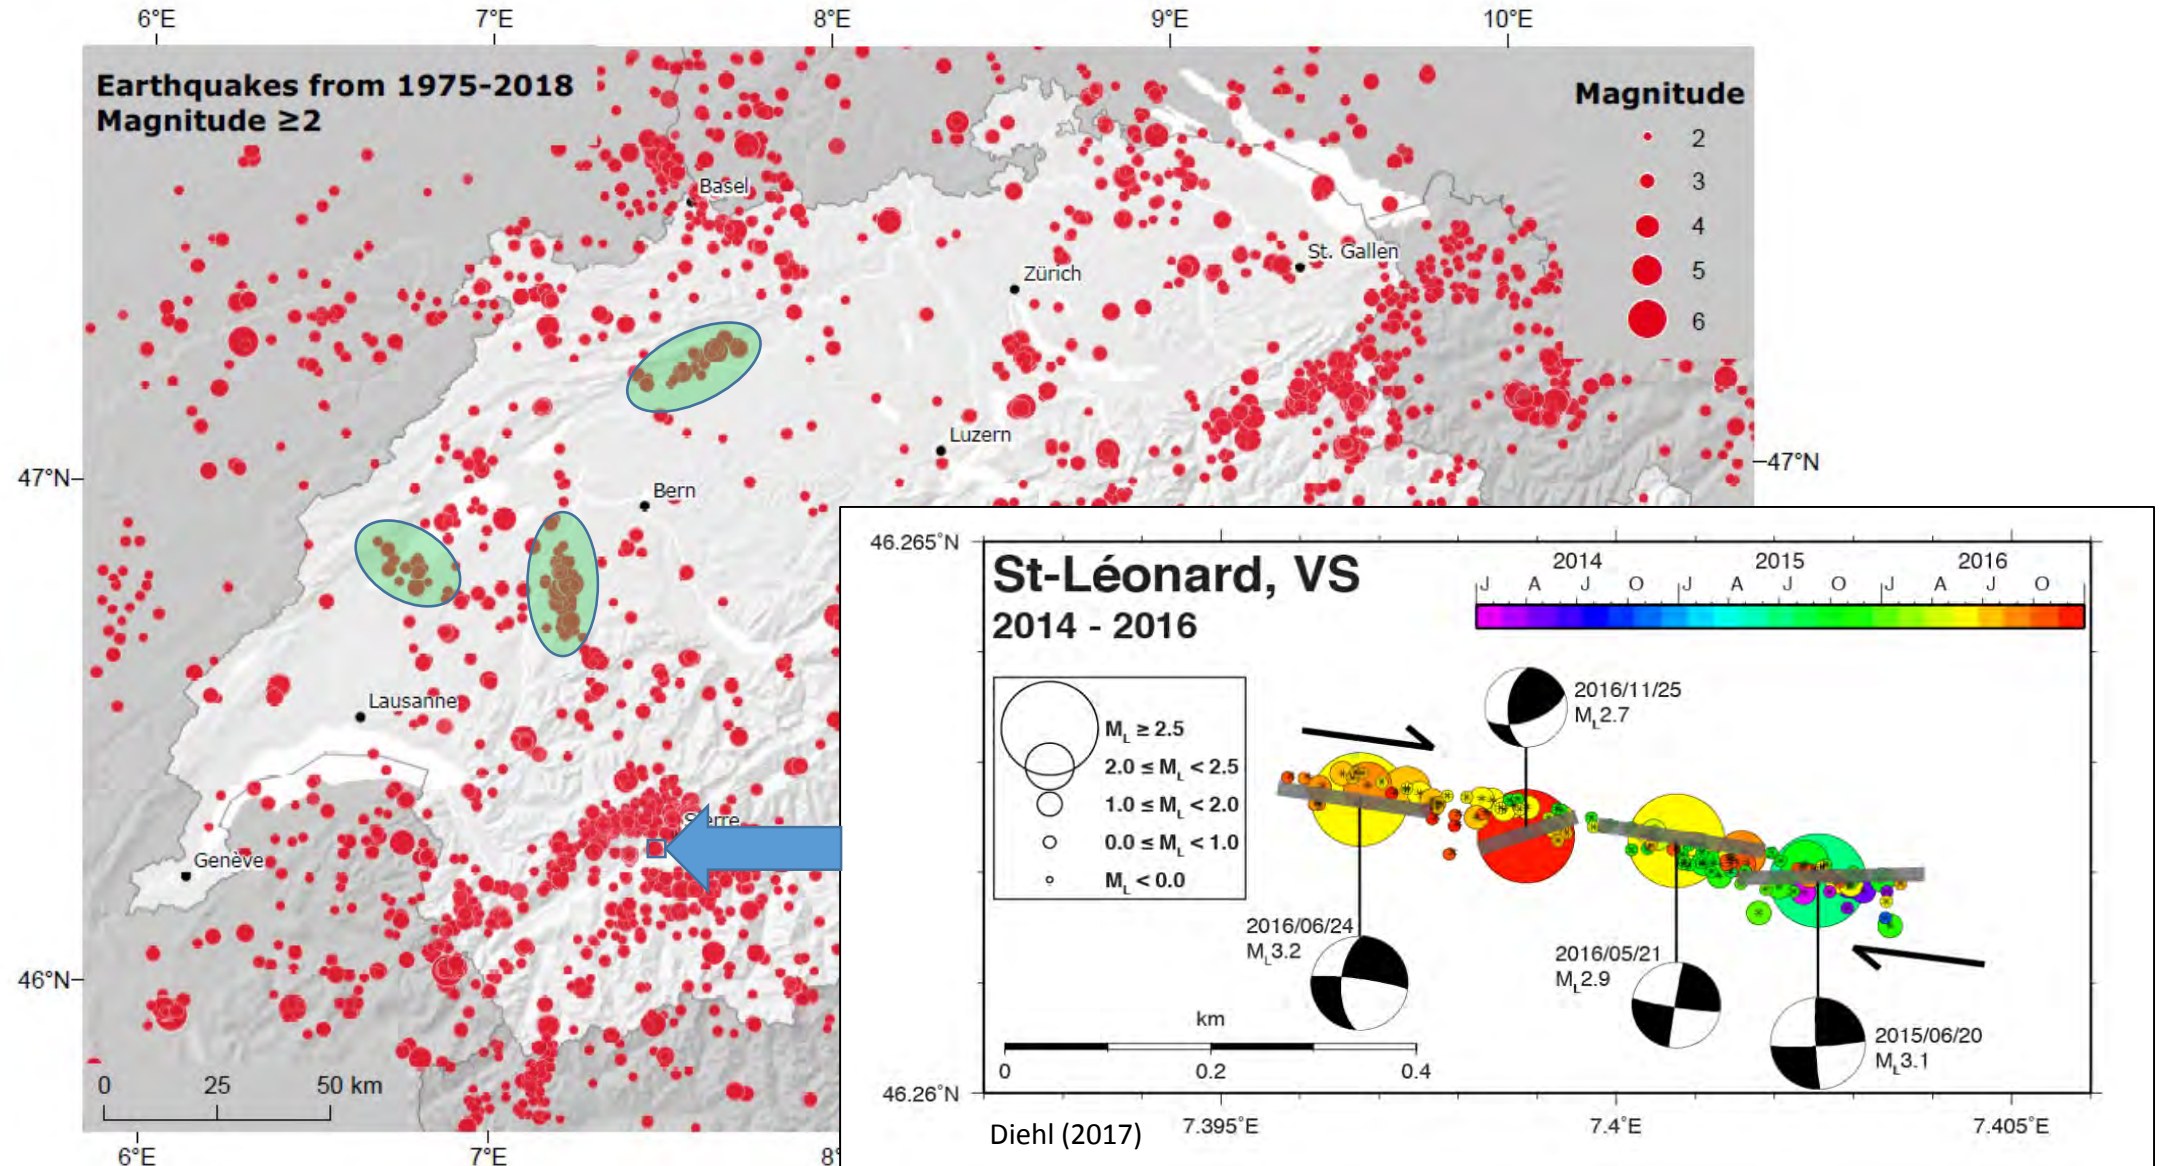 6°E 7°E 8°E 9°E 10°E
Earthquakes from 1975-2018
Magnitude ≥2
Magnitude
2
3
4
5
6
Basel
St. Gallen
Zürich
Luzern
47°N
47°N
Bern
Lausanne
Sierre
Genève
46°N
0 25 50 km
6°E 7°E 8°
46.265°N
St-Léonard, VS
2014 - 2016
2014 2015 2016
J A J O J A J O J A J O
M_L ≥ 2.5
2.0 ≤ M_L < 2.5
1.0 ≤ M_L < 2.0
0.0 ≤ M_L < 1.0
M_L < 0.0
2016/11/25
M_L2.7
2016/06/24
M_L3.2
2016/05/21
M_L2.9
2015/06/20
M_L3.1
km
0 0.2 0.4
46.26°N
Diehl (2017)
7.395°E 7.4°E 7.405°E